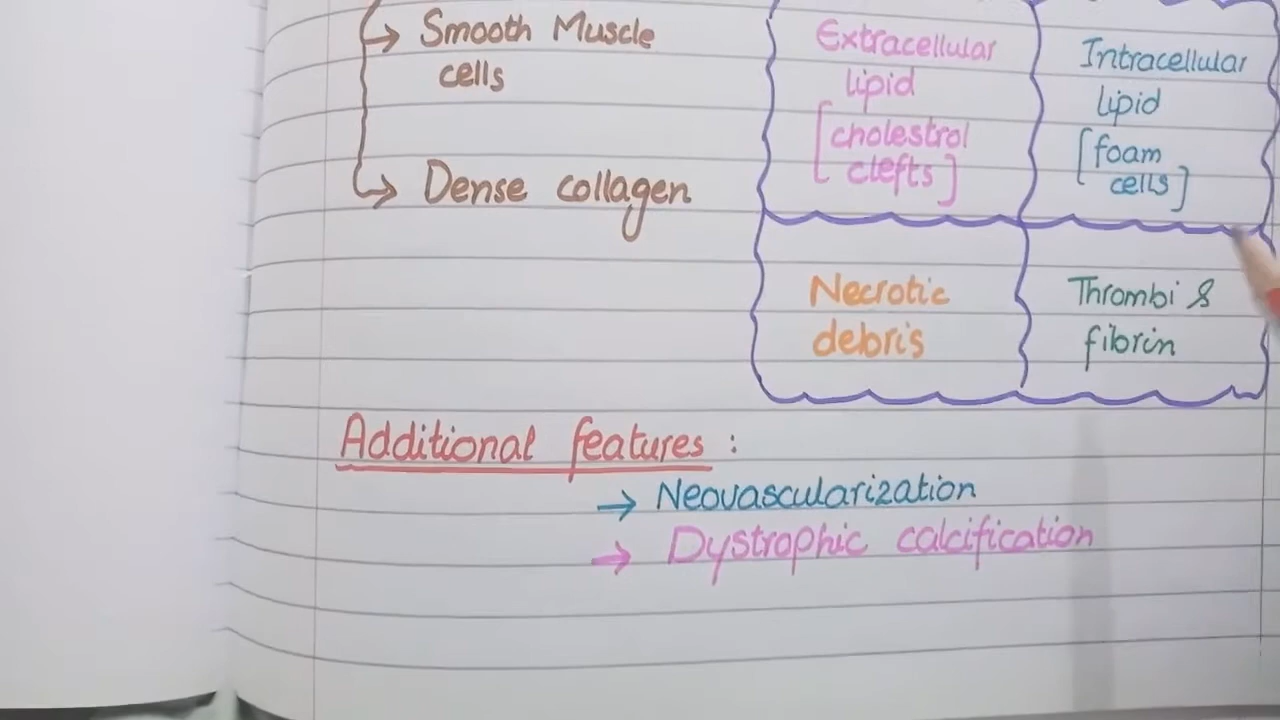 Smooth Muscle
cells
Dense collagen
Extracellular
lipid
[cholestrol
clefts]
Intracellular
lipid
[foam
cells]
Necrotic
debris
Thrombi &
fibrin
Additional features :
→ Neovascularization
→ Dystrophic calcification